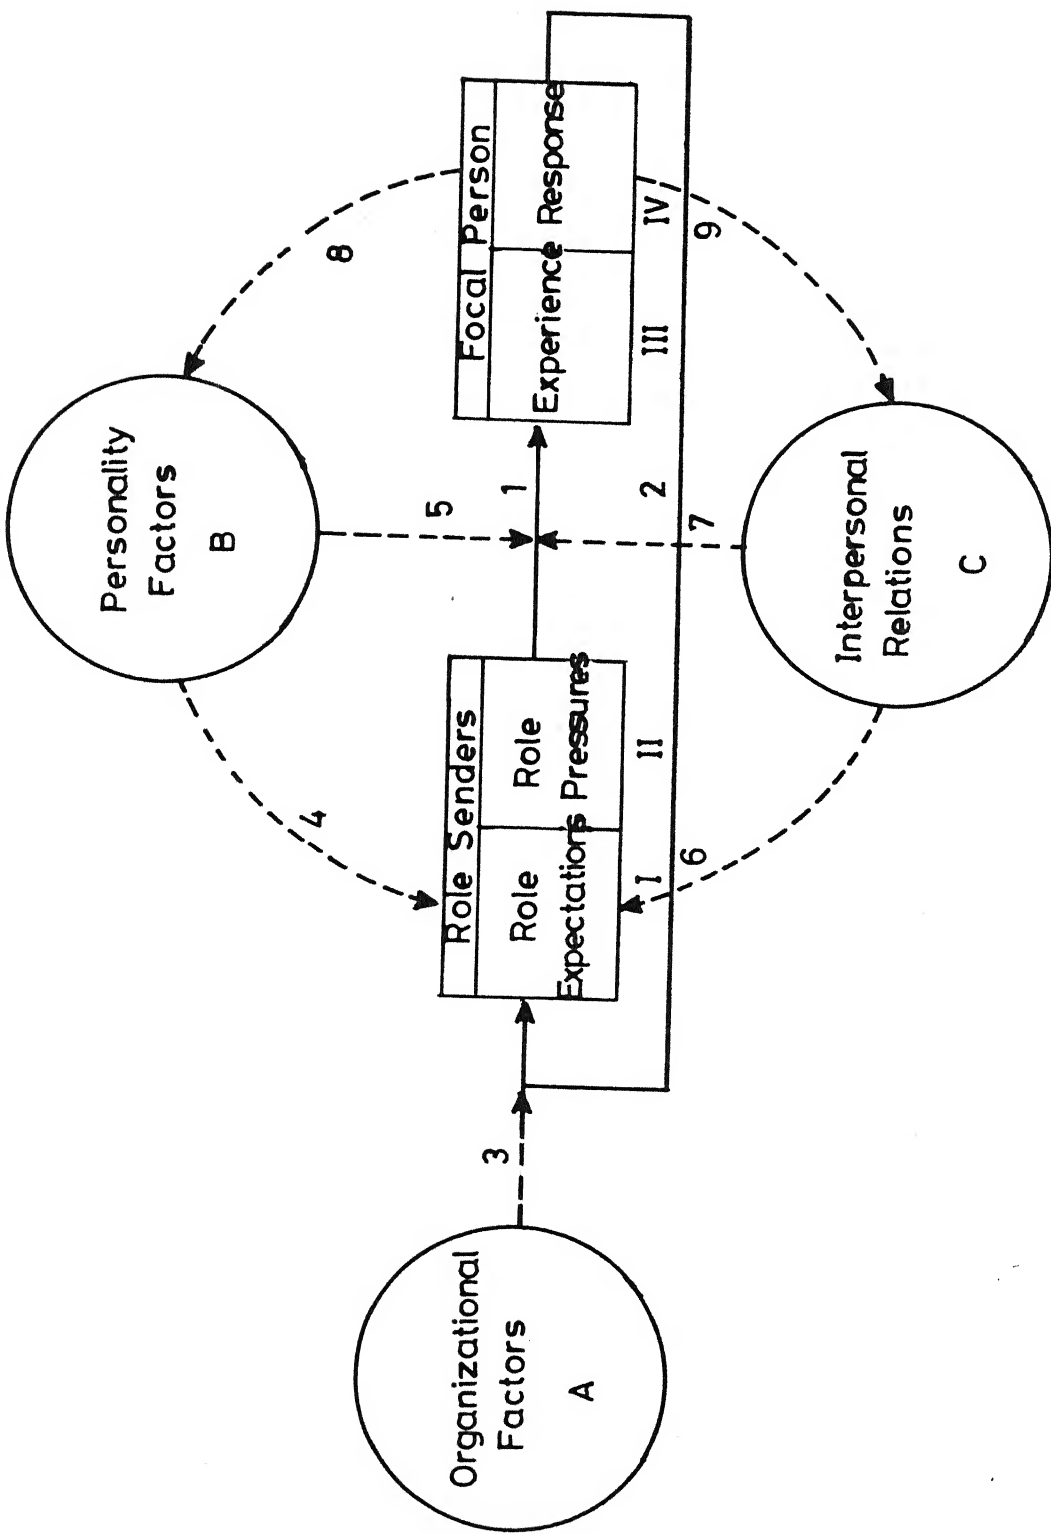 Personality
Factors
B
8
4
5
Role Senders
Role
Expectations
I
Role
Pressures
II
1
Focal Person
Experience
III
Response
IV
Organizational
Factors
A
3
2
6
7
9
Interpersonal
Relations
C